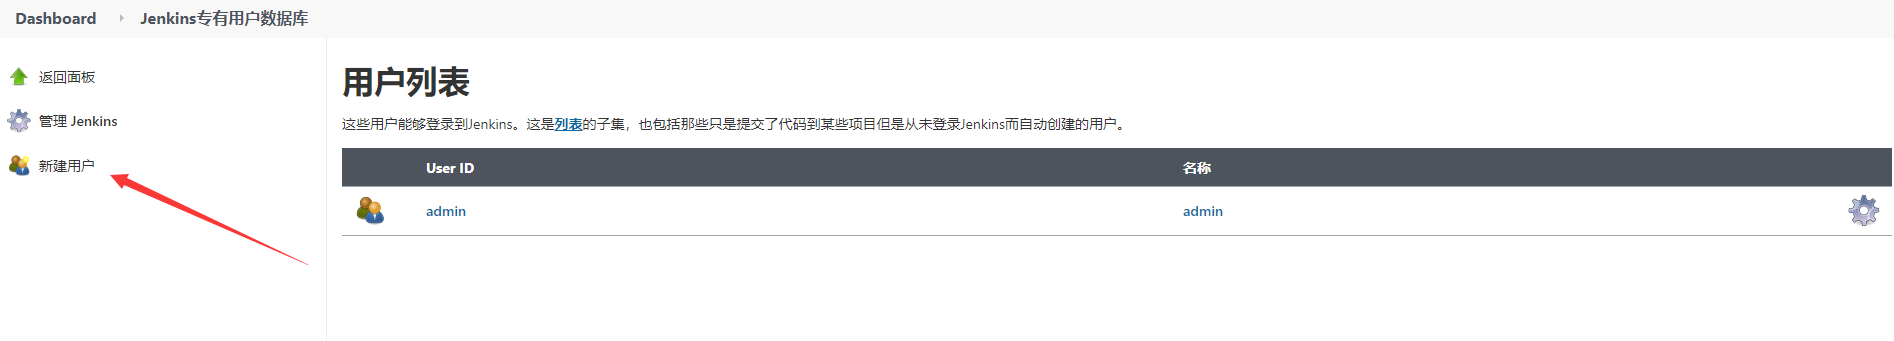 Dashboard
Jenkins专有用户数据库
返回面板
管理 Jenkins
新建用户
用户列表
这些用户能够登录到Jenkins。这是列表的子集，也包括那些只是提交了代码到某些项目但是从未登录Jenkins而自动创建的用户。
User ID 名称
admin admin